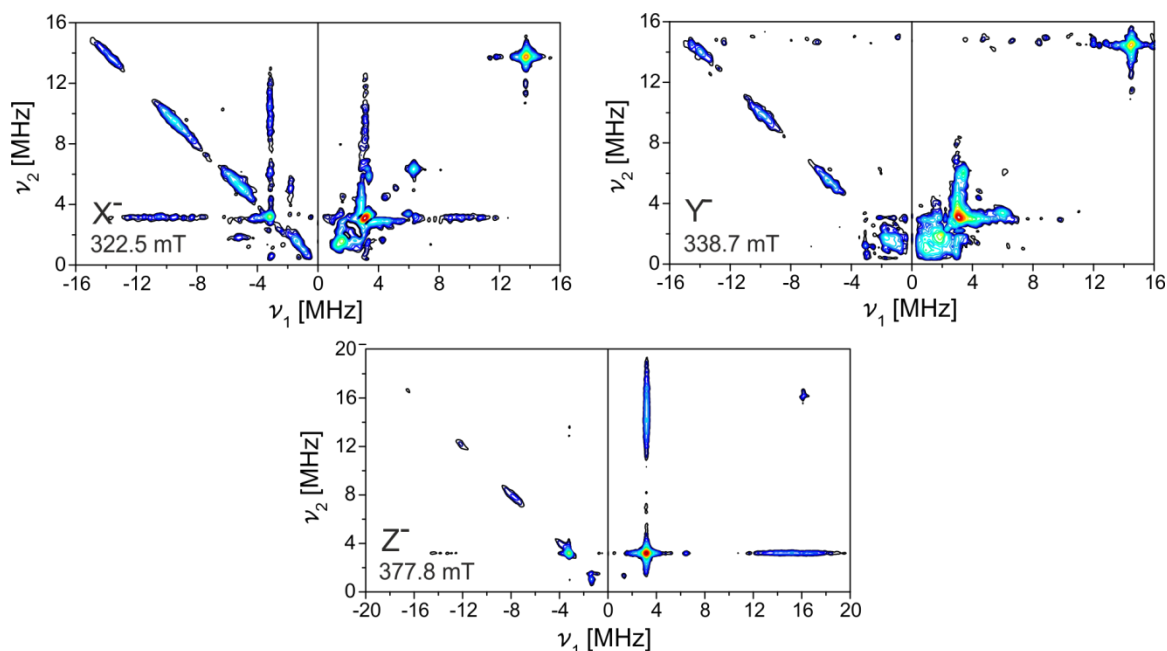 16
12
8
4
0
ν2 [MHz]
X-
322.5 mT
-16 -12 -8 -4 0 4 8 12 16
ν1 [MHz]
16
12
8
4
0
ν2 [MHz]
Y-
338.7 mT
-16 -12 -8 -4 0 4 8 12 16
ν1 [MHz]
20
16
12
8
4
0
ν2 [MHz]
Z-
377.8 mT
-20 -16 -12 -8 -4 0 4 8 12 16 20
ν1 [MHz]